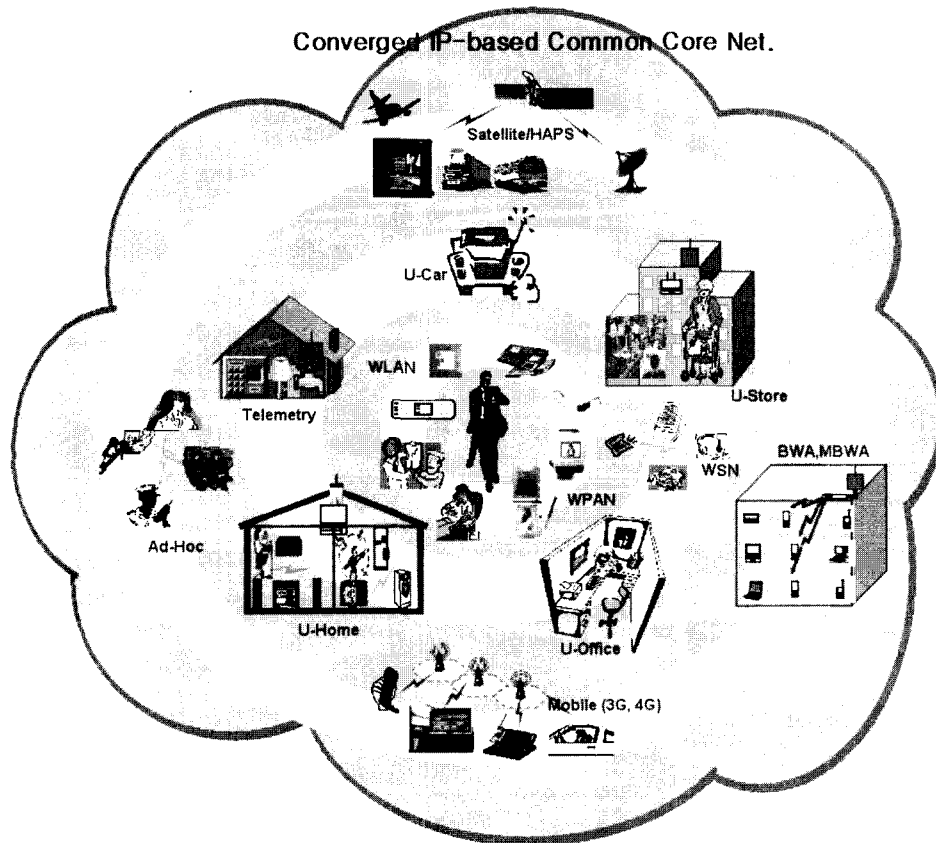 Converged IP-based Common Core Net.
Satellite/HAPS
U-Car
WLAN
Telemetry
U-Store
BWA,MBWA
WSN
WPAN
Ad-Hoc
U-Home
U-Office
Mobile (3G, 4G)